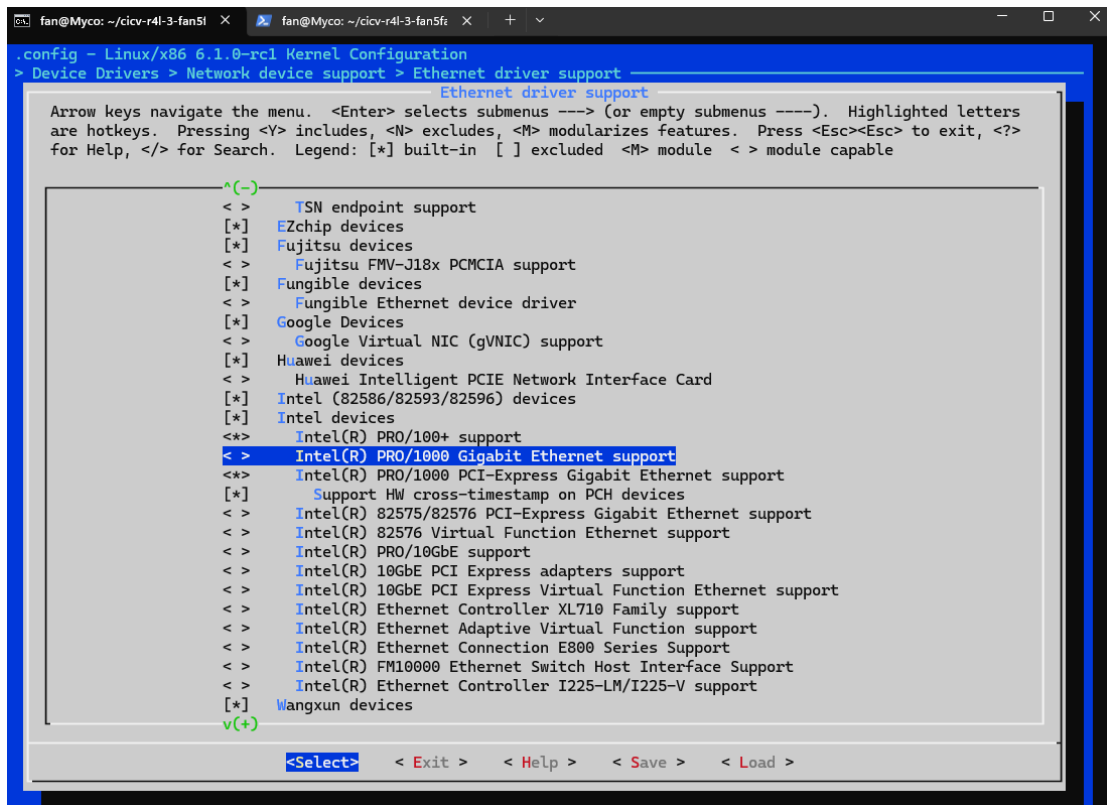 fan@Myco: ~/cicv-r4l-3-fan5f
fan@Myco: ~/cicv-r4l-3-fan5fa
.config - Linux/x86 6.1.0-rc1 Kernel Configuration
> Device Drivers > Network device support > Ethernet driver support
Ethernet driver support
Arrow keys navigate the menu.  <Enter> selects submenus ---> (or empty submenus ----).  Highlighted letters
are hotkeys.  Pressing <Y> includes, <N> excludes, <M> modularizes features.  Press <Esc><Esc> to exit, <?>
for Help, </> for Search.  Legend: [*] built-in  [ ] excluded  <M> module  < > module capable
^(-)
< >     TSN endpoint support
[*]   EZchip devices
[*]   Fujitsu devices
< >     Fujitsu FMV-J18x PCMCIA support
[*]   Fungible devices
< >     Fungible Ethernet device driver
[*]   Google Devices
< >     Google Virtual NIC (gVNIC) support
[*]   Huawei devices
< >     Huawei Intelligent PCIE Network Interface Card
[*]   Intel (82586/82593/82596) devices
[*]   Intel devices
<*>     Intel(R) PRO/100+ support
< >     Intel(R) PRO/1000 Gigabit Ethernet support
<*>     Intel(R) PRO/1000 PCI-Express Gigabit Ethernet support
[*]       Support HW cross-timestamp on PCH devices
< >     Intel(R) 82575/82576 PCI-Express Gigabit Ethernet support
< >     Intel(R) 82576 Virtual Function Ethernet support
< >     Intel(R) PRO/10GbE support
< >     Intel(R) 10GbE PCI Express adapters support
< >     Intel(R) 10GbE PCI Express Virtual Function Ethernet support
< >     Intel(R) Ethernet Controller XL710 Family support
< >     Intel(R) Ethernet Adaptive Virtual Function support
< >     Intel(R) Ethernet Connection E800 Series Support
< >     Intel(R) FM10000 Ethernet Switch Host Interface Support
< >     Intel(R) Ethernet Controller I225-LM/I225-V support
[*]   Wangxun devices
v(+)
<Select>    < Exit >    < Help >    < Save >    < Load >